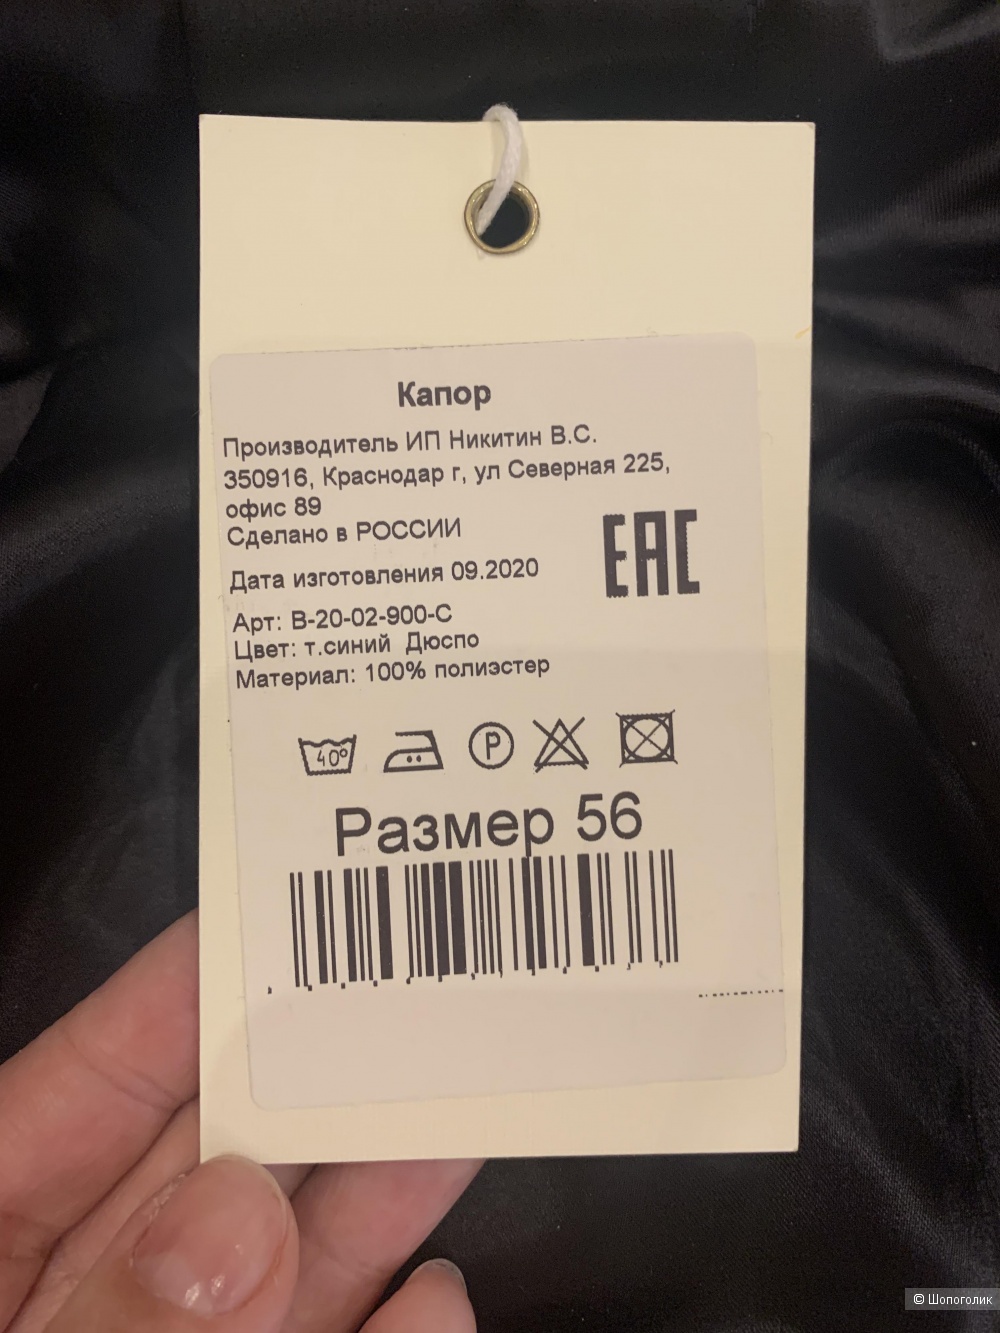 Капор
Производитель ИП Никитин В.С.
350916, Краснодар г, ул Северная 225,
офис 89
Сделано в РОССИИ
EAC
Дата изготовления 09.2020
Арт: В-20-02-900-С
Цвет: т.синий  Дюспо
Материал: 100% полиэстер
40° P
Размер 56
© Шопоголик